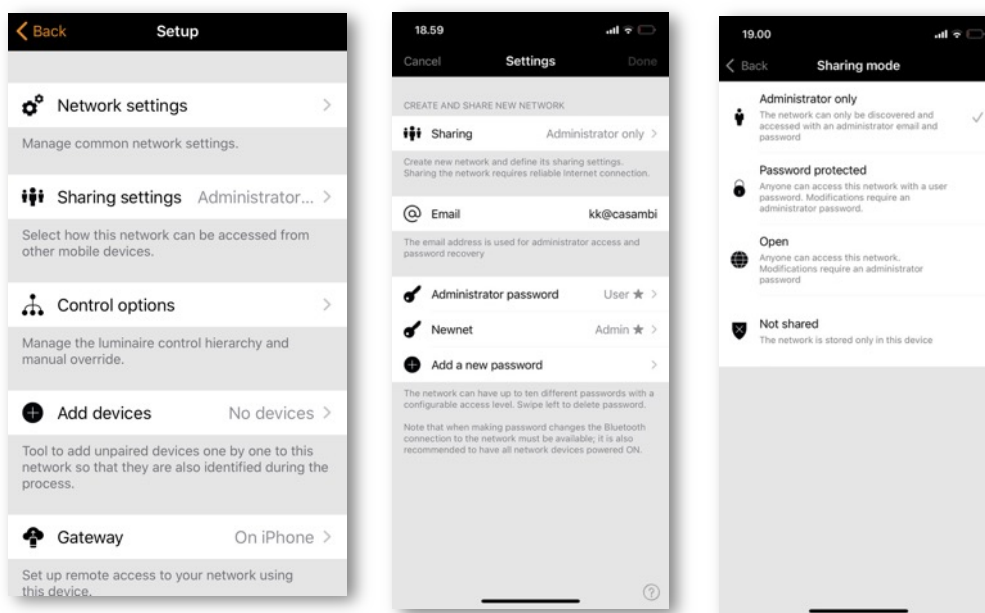 Back
Setup
Network settings
Manage common network settings.
Sharing settings Administrator...
Select how this network can be accessed from
other mobile devices.
Control options
Manage the luminaire control hierarchy and
manual override.
Add devices No devices
Tool to add unpaired devices one by one to this
network so that they are also identified during the
process.
Gateway On iPhone
Set up remote access to your network using
this device.
18.59
Cancel Settings Done
CREATE AND SHARE NEW NETWORK
Sharing Administrator only
Create new network and define its sharing settings.
Sharing the network requires reliable Internet connection.
Email kk@casambi
The email address is used for administrator access and
password recovery
Administrator password User ★
Newnet Admin ★
Add a new password
The network can have up to ten different passwords with a
configurable access level. Swipe left to delete password.
Note that when making password changes the Bluetooth
connection to the network must be available; it is also
recommended to have all network devices powered ON.
19.00
Back Sharing mode
Administrator only
The network can only be discovered and
accessed with an administrator email and
password
Password protected
Anyone can access this network with a user
password. Modifications require an
administrator password.
Open
Anyone can access this network.
Modifications require an administrator
password
Not shared
The network is stored only in this device